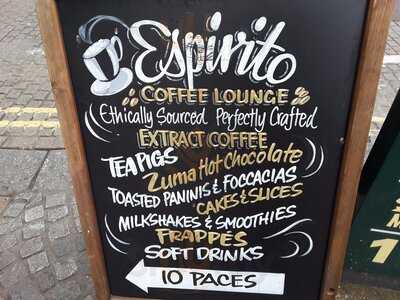 Espirito
COFFEE LOUNGE
Ethically Sourced Perfectly Crafted
EXTRACT COFFEE
TEAPIGS
Zuma Hot Chocolate
TOASTED PANINIS & FOCCACIAS
CAKES & SLICES
MILKSHAKES & SMOOTHIES
FRAPPÉS
SOFT DRINKS
10 PACES